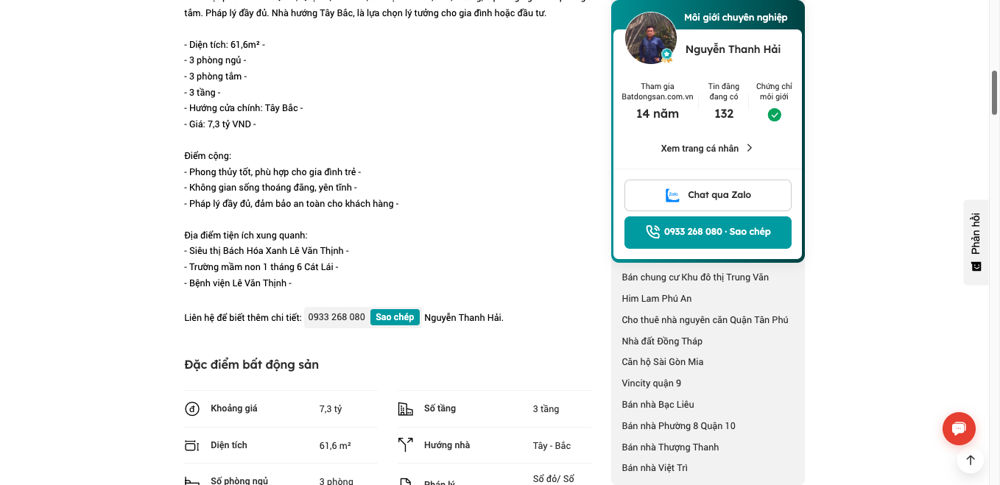 tắm. Pháp lý đầy đủ. Nhà hướng Tây Bắc, là lựa chọn lý tưởng cho gia đình hoặc đầu tư.
- Diện tích: 61,6m² -
- 3 phòng ngủ -
- 3 phòng tắm -
- 3 tầng -
- Hướng cửa chính: Tây Bắc -
- Giá: 7,3 tỷ VND -
Điểm cộng:
- Phong thủy tốt, phù hợp cho gia đình trẻ -
- Không gian sống thoáng đãng, yên tĩnh -
- Pháp lý đầy đủ, đảm bảo an toàn cho khách hàng -
Địa điểm tiện ích xung quanh:
- Siêu thị Bách Hóa Xanh Lê Văn Thịnh -
- Trường mầm non 1 tháng 6 Cát Lái -
- Bệnh viện Lê Văn Thịnh -
Liên hệ để biết thêm chi tiết: 0933 268 080 Sao chép Nguyễn Thanh Hải.
Đặc điểm bất động sản
Khoảng giá 7,3 tỷ
Số tầng 3 tầng
Diện tích 61,6 m²
Hướng nhà Tây - Bắc
Số phòng ngủ 3 phòng
Pháp lý Sổ đỏ/ Sổ
Môi giới chuyên nghiệp
Nguyễn Thanh Hải
Tham gia
Batdongsan.com.vn
14 năm
Tin đăng
đang có
132
Chứng chỉ
môi giới
Xem trang cá nhân
Zalo Chat qua Zalo
0933 268 080 · Sao chép
Bán chung cư Khu đô thị Trung Văn
Him Lam Phú An
Cho thuê nhà nguyên căn Quận Tân Phú
Nhà đất Đồng Tháp
Căn hộ Sài Gòn Mia
Vincity quận 9
Bán nhà Bạc Liêu
Bán nhà Phường 8 Quận 10
Bán nhà Thượng Thanh
Bán nhà Việt Trì
Phản hồi